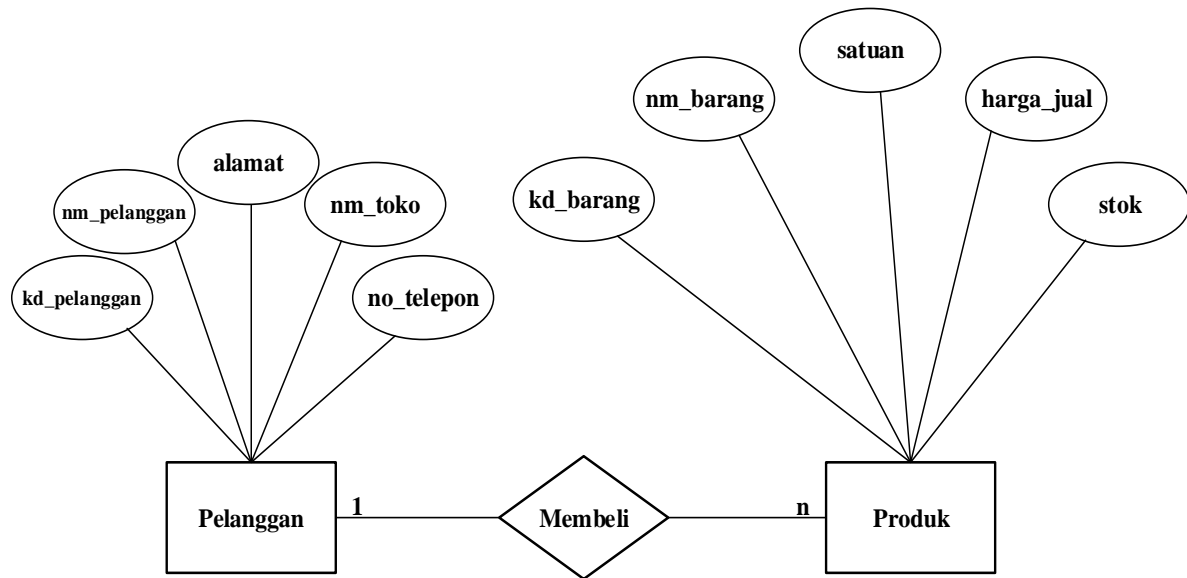 satuan
nm_barang
harga_jual
alamat
kd_barang
nm_toko
stok
nm_pelanggan
kd_pelanggan
no_telepon
Pelanggan
1
Membeli
n
Produk